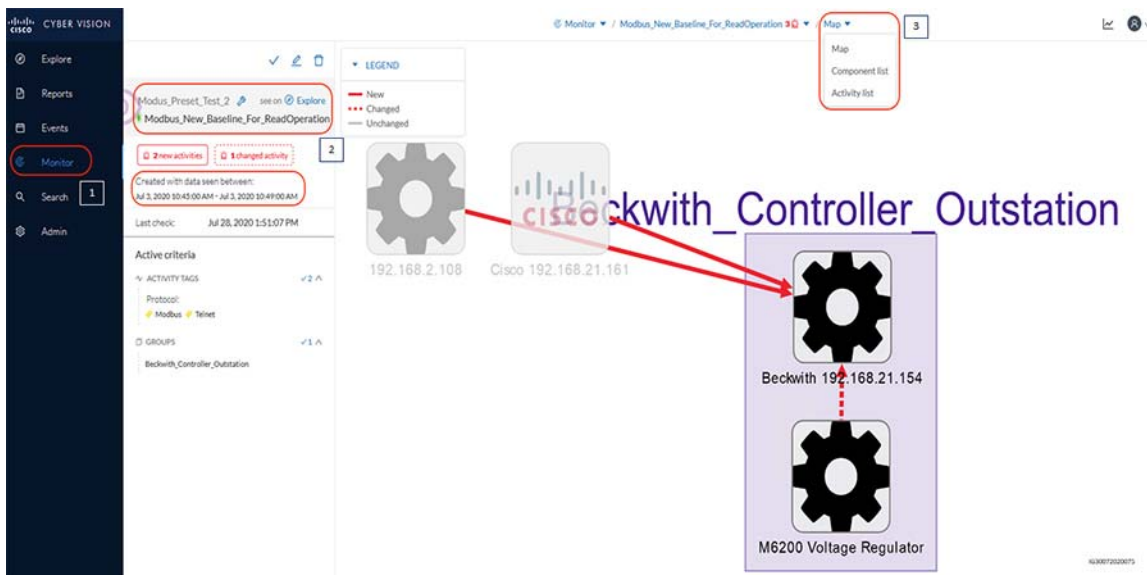 cisco CYBER VISION
Monitor / Modbus_New_Baseline_For_ReadOperation 3 / Map
3
Map
Component list
Activity list
Explore
Reports
Events
Monitor
Search
Admin
1
Modus_Preset_Test_2 see on Explore
Modbus_New_Baseline_For_ReadOperation
2 new activities 1 changed activity
2
Created with data seen between:
Jul 3, 2020 10:45:00 AM - Jul 3, 2020 10:49:00 AM
Last check: Jul 28, 2020 1:51:07 PM
Active criteria
ACTIVITY TAGS 2
Protocol:
Modbus Telnet
GROUPS 1
Beckwith_Controller_Outstation
LEGEND
New
Changed
Unchanged
192.168.2.108
CISCO
Cisco 192.168.21.161
Beckwith_Controller_Outstation
Beckwith 192.168.21.154
M6200 Voltage Regulator